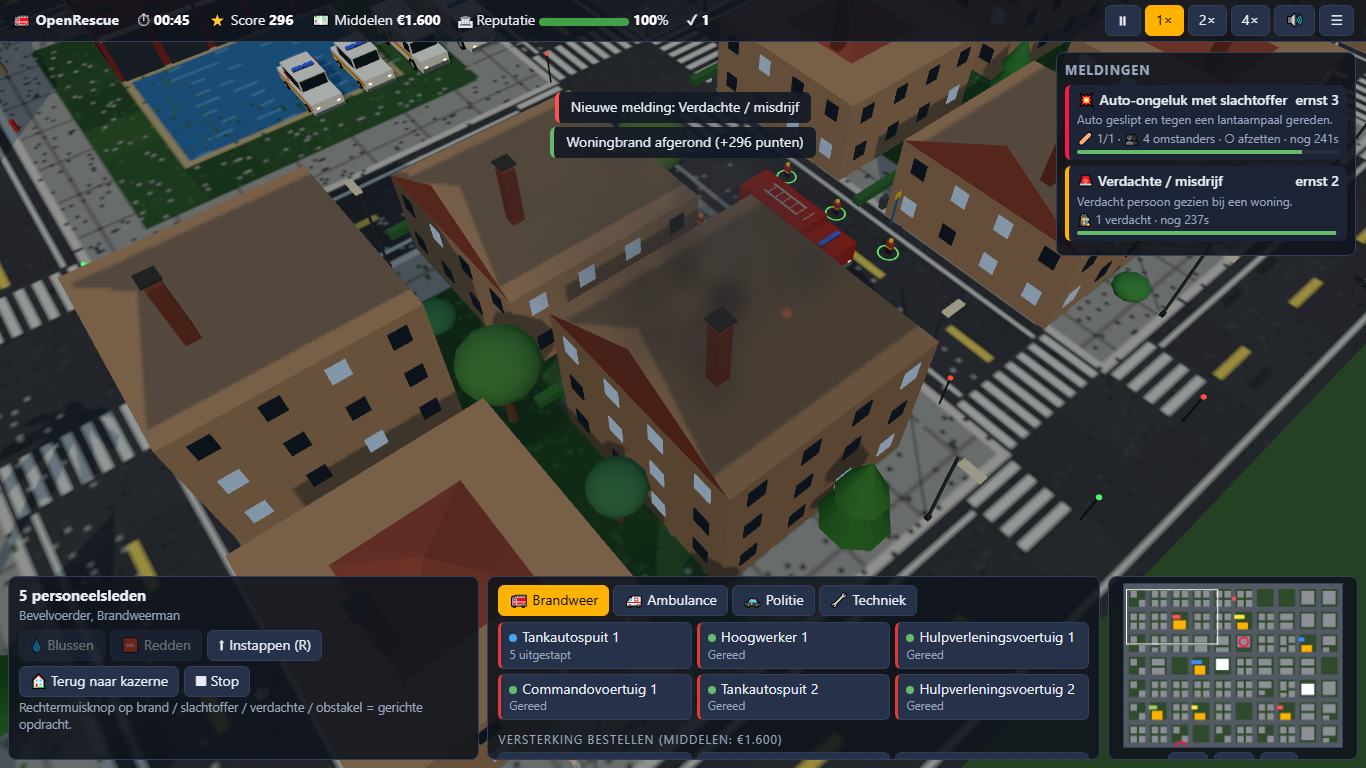 OpenRescue 00:45 Score 296 Middelen €1.600 Reputatie 100% ✓ 1
1× 2× 4×
Nieuwe melding: Verdachte / misdrijf
Woningbrand afgerond (+296 punten)
MELDINGEN
Auto-ongeluk met slachtoffer ernst 3
Auto geslipt en tegen een lantaarnpaal gereden.
1/1 · 4 omstanders · afzetten · nog 241s
Verdachte / misdrijf ernst 2
Verdacht persoon gezien bij een woning.
1 verdacht · nog 237s
5 personeelsleden
Bevelvoerder, Brandweerman
Blussen Redden Instappen (R)
Terug naar kazerne Stop
Rechtermuisknop op brand / slachtoffer / verdachte / obstakel = gerichte
opdracht.
Brandweer Ambulance Politie Techniek
Tankautospuit 1 Hoogwerker 1 Hulpverleningsvoertuig 1
5 uitgestapt Gereed Gereed
Commandovoertuig 1 Tankautospuit 2 Hulpverleningsvoertuig 2
Gereed Gereed Gereed
VERSTERKING BESTELLEN (MIDDELEN: €1.600)